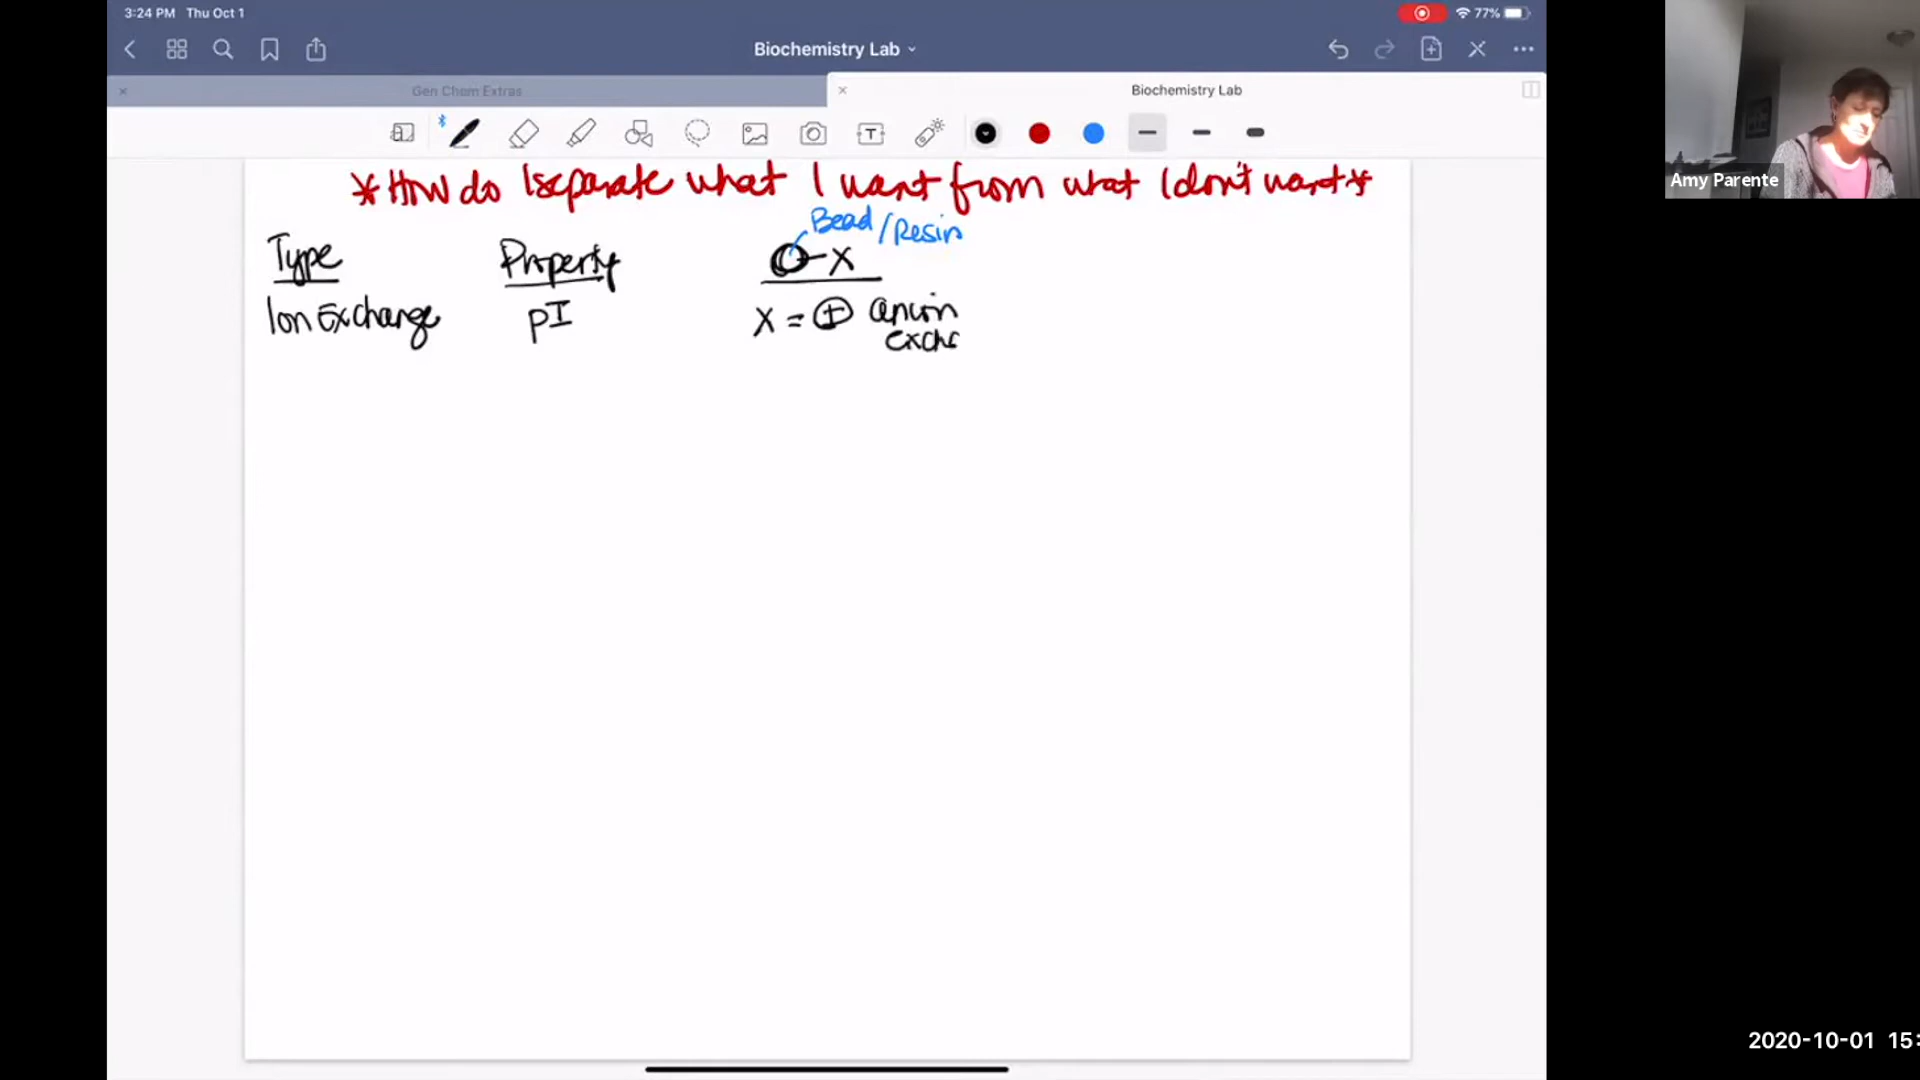 3:24 PM Thu Oct 1
77%
Biochemistry Lab
Gen Chem Extras
Biochemistry Lab
T
Amy Parente
*How do I separate what I want from what I don't want*
Bead/Resin
Type Property X
Ion Exchange pI X = + anion
exch
2020-10-01 15: